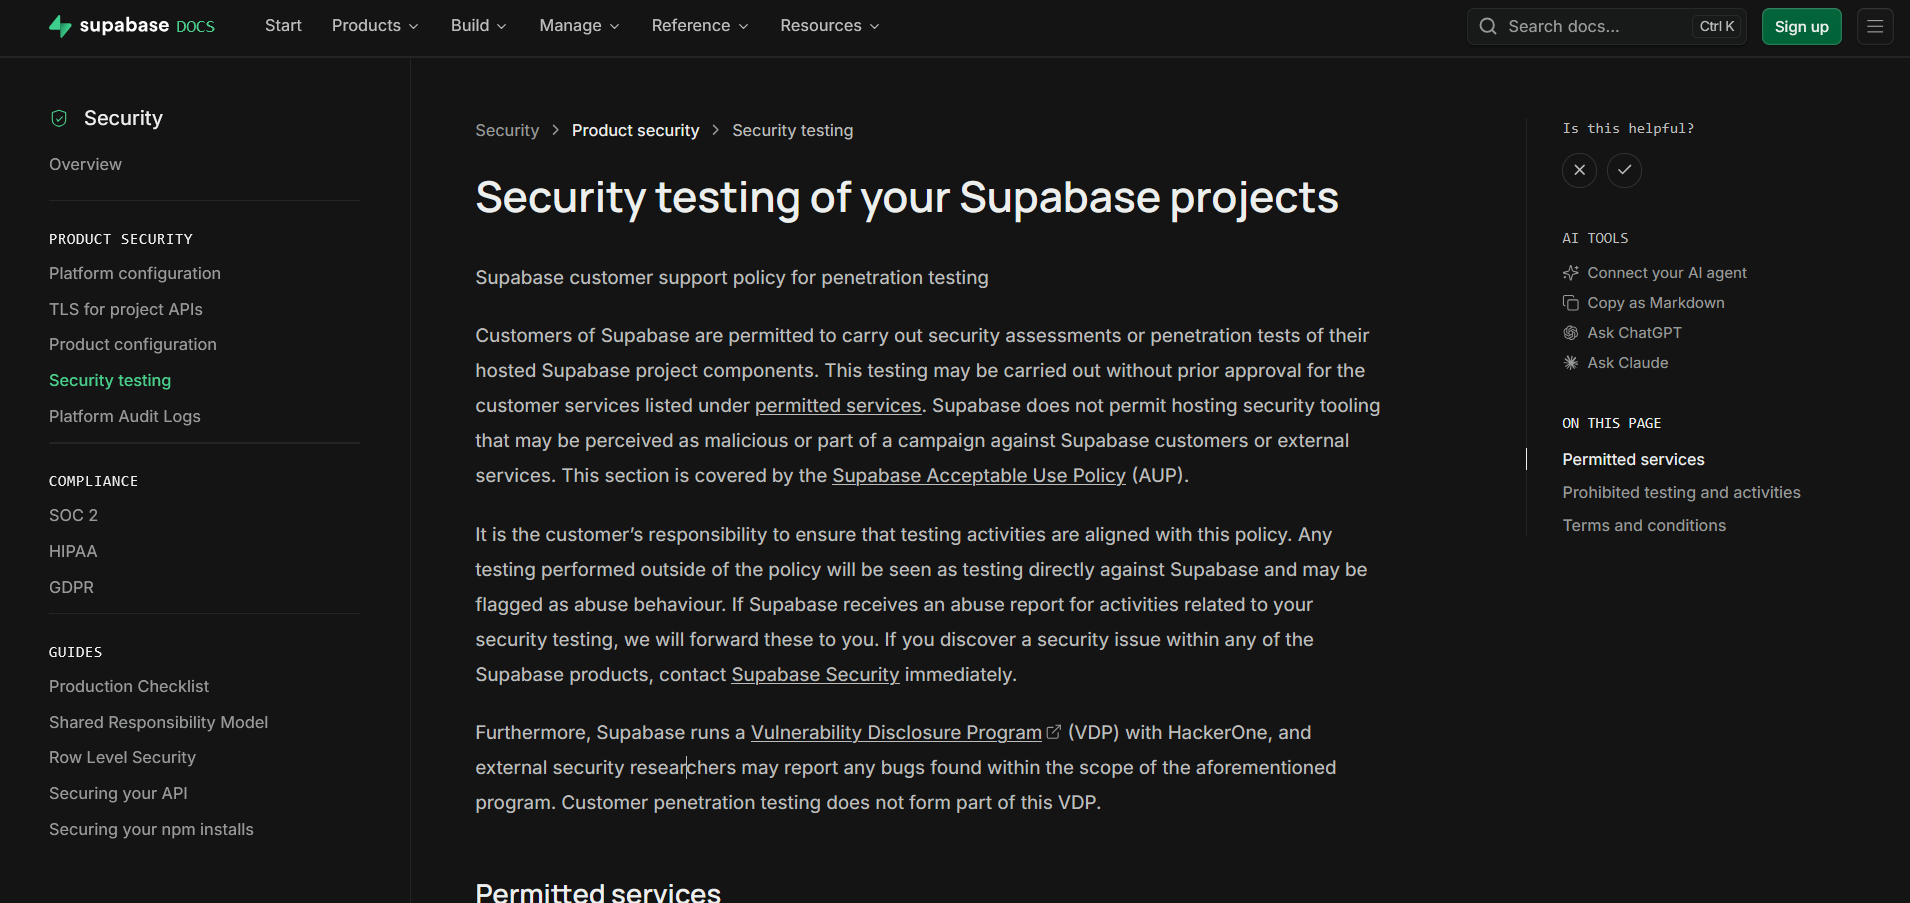 supabase DOCS
Start
Products
Build
Manage
Reference
Resources
Search docs...
Ctrl K
Sign up
Security
Overview
PRODUCT SECURITY
Platform configuration
TLS for project APIs
Product configuration
Security testing
Platform Audit Logs
COMPLIANCE
SOC 2
HIPAA
GDPR
GUIDES
Production Checklist
Shared Responsibility Model
Row Level Security
Securing your API
Securing your npm installs
Security > Product security > Security testing
Security testing of your Supabase projects
Supabase customer support policy for penetration testing
Customers of Supabase are permitted to carry out security assessments or penetration tests of their
hosted Supabase project components. This testing may be carried out without prior approval for the
customer services listed under permitted services. Supabase does not permit hosting security tooling
that may be perceived as malicious or part of a campaign against Supabase customers or external
services. This section is covered by the Supabase Acceptable Use Policy (AUP).
It is the customer’s responsibility to ensure that testing activities are aligned with this policy. Any
testing performed outside of the policy will be seen as testing directly against Supabase and may be
flagged as abuse behaviour. If Supabase receives an abuse report for activities related to your
security testing, we will forward these to you. If you discover a security issue within any of the
Supabase products, contact Supabase Security immediately.
Furthermore, Supabase runs a Vulnerability Disclosure Program (VDP) with HackerOne, and
external security researchers may report any bugs found within the scope of the aforementioned
program. Customer penetration testing does not form part of this VDP.
Permitted services
Is this helpful?
AI TOOLS
Connect your AI agent
Copy as Markdown
Ask ChatGPT
Ask Claude
ON THIS PAGE
Permitted services
Prohibited testing and activities
Terms and conditions